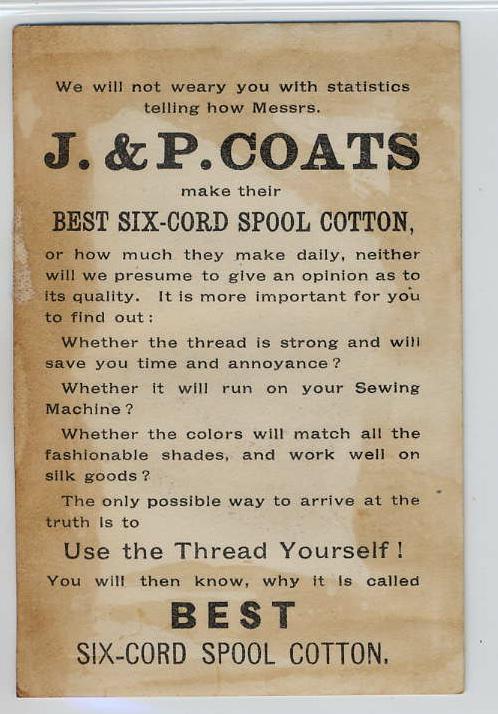 We will not weary you with statistics
telling how Messrs.
J. & P. COATS
make their
BEST SIX-CORD SPOOL COTTON,
or how much they make daily, neither
will we presume to give an opinion as to
its quality. It is more important for you
to find out:
Whether the thread is strong and will
save you time and annoyance?
Whether it will run on your Sewing
Machine?
Whether the colors will match all the
fashionable shades, and work well on
silk goods?
The only possible way to arrive at the
truth is to
Use the Thread Yourself!
You will then know, why it is called
BEST
SIX-CORD SPOOL COTTON.